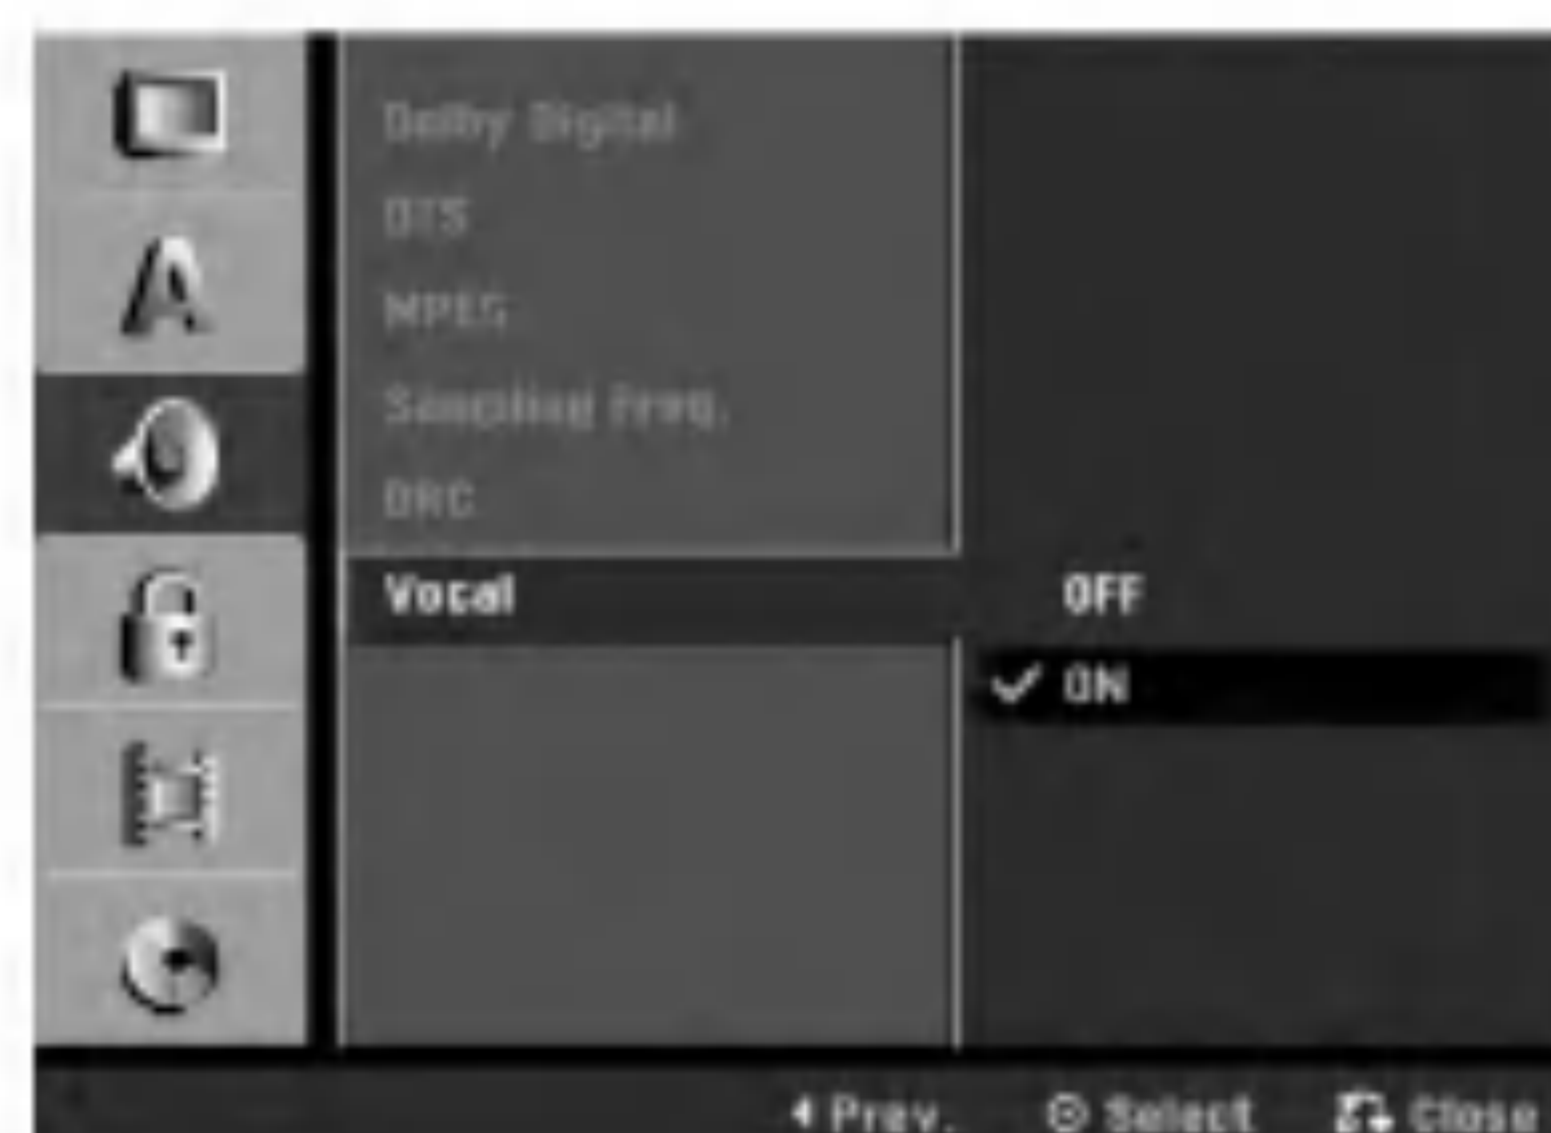 Dolby Digital
DTS
MPEG
Sampling Freq.
DRC
Vocal
OFF
ON
Prev.
Select
Close